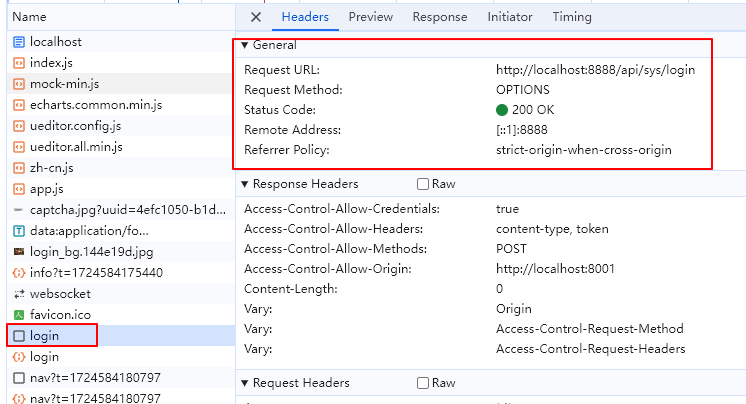 Name
localhost
index.js
mock-min.js
echarts.common.min.js
ueditor.config.js
ueditor.all.min.js
zh-cn.js
app.js
captcha.jpg?uuid=4efc1050-b1d...
data:application/fo...
login_bg.144e19d.jpg
info?t=1724584175440
websocket
favicon.ico
login
login
nav?t=1724584180797
nav?t=1724584180797
Headers Preview Response Initiator Timing
General
Request URL: http://localhost:8888/api/sys/login
Request Method: OPTIONS
Status Code: 200 OK
Remote Address: [::1]:8888
Referrer Policy: strict-origin-when-cross-origin
Response Headers Raw
Access-Control-Allow-Credentials: true
Access-Control-Allow-Headers: content-type, token
Access-Control-Allow-Methods: POST
Access-Control-Allow-Origin: http://localhost:8001
Content-Length: 0
Vary: Origin
Vary: Access-Control-Request-Method
Vary: Access-Control-Request-Headers
Request Headers Raw